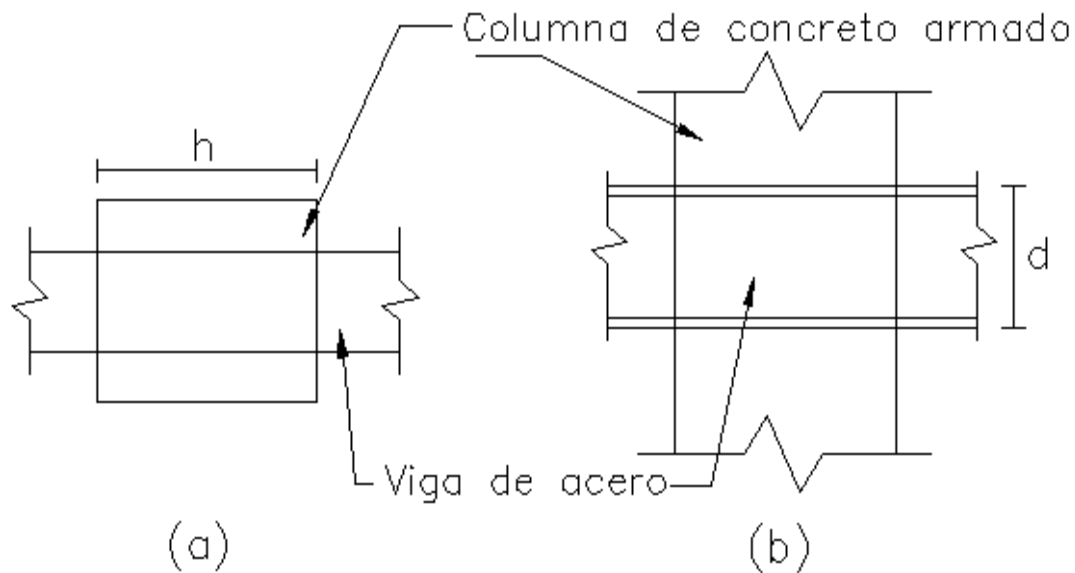 Columna de concreto armado
h
d
Viga de acero
(a)
(b)